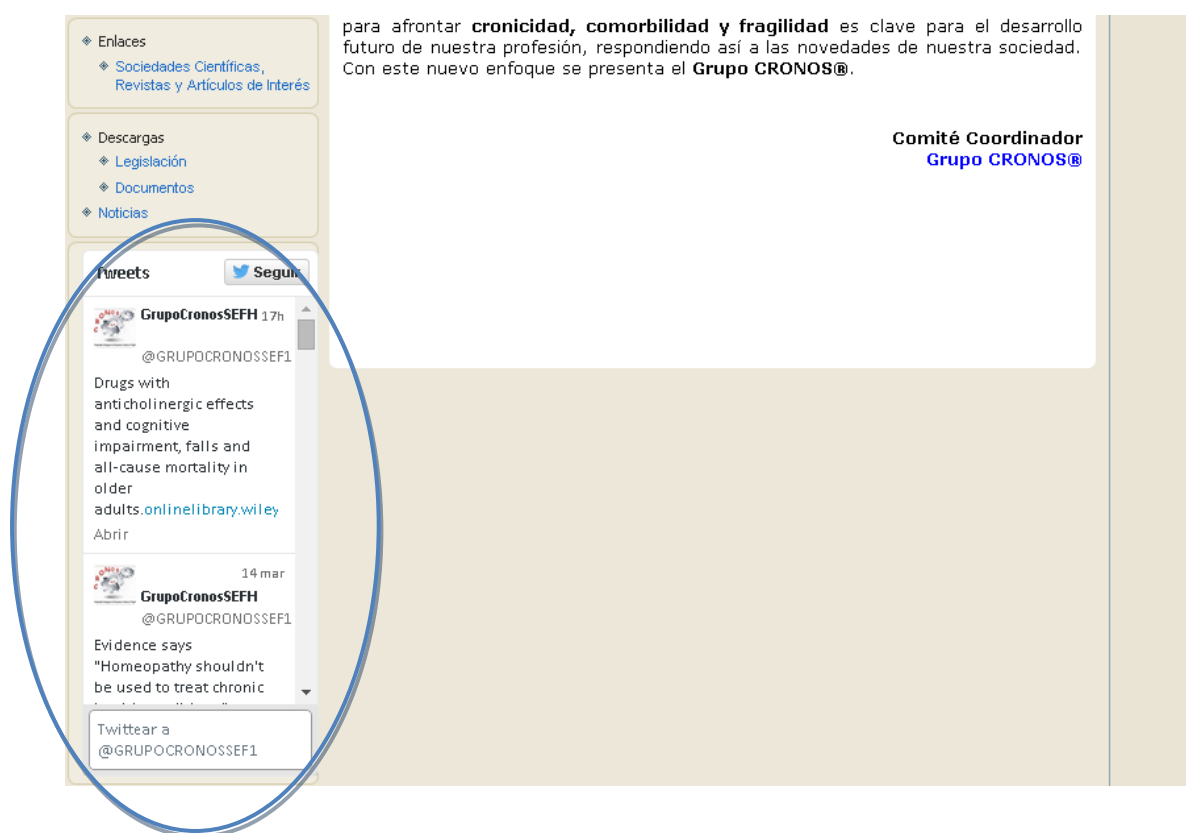 Enlaces
Sociedades Científicas,
Revistas y Artículos de Interés
Descargas
Legislación
Documentos
Noticias
Tweets
Seguir
GrupoCronosSEFH 17h
@GRUPOCRONOSSEF1
Drugs with
anticholinergic effects
and cognitive
impairment, falls and
all-cause mortality in
older
adults.onlinelibrary.wiley
Abrir
14 mar
GrupoCronosSEFH
@GRUPOCRONOSSEF1
Evidence says
"Homeopathy shouldn't
be used to treat chronic
Twittear a
@GRUPOCRONOSSEF1
para afrontar cronicidad, comorbilidad y fragilidad es clave para el desarrollo
futuro de nuestra profesión, respondiendo así a las novedades de nuestra sociedad.
Con este nuevo enfoque se presenta el Grupo CRONOS®.
Comité Coordinador
Grupo CRONOS®